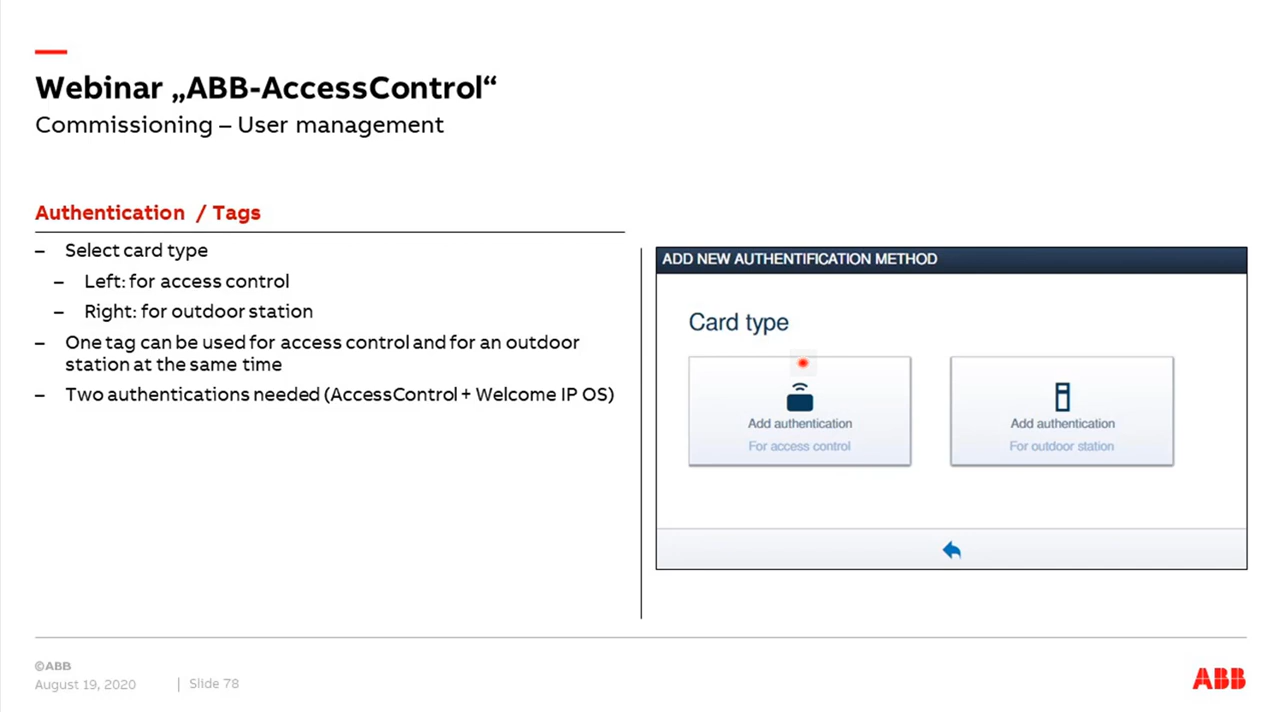 Webinar „ABB-AccessControl“
Commissioning – User management
Authentication / Tags
– Select card type
– Left: for access control
– Right: for outdoor station
– One tag can be used for access control and for an outdoor
station at the same time
– Two authentications needed (AccessControl + Welcome IP OS)
ADD NEW AUTHENTIFICATION METHOD
Card type
Add authentication
For access control
Add authentication
For outdoor station
©ABB
August 19, 2020 | Slide 78
ABB